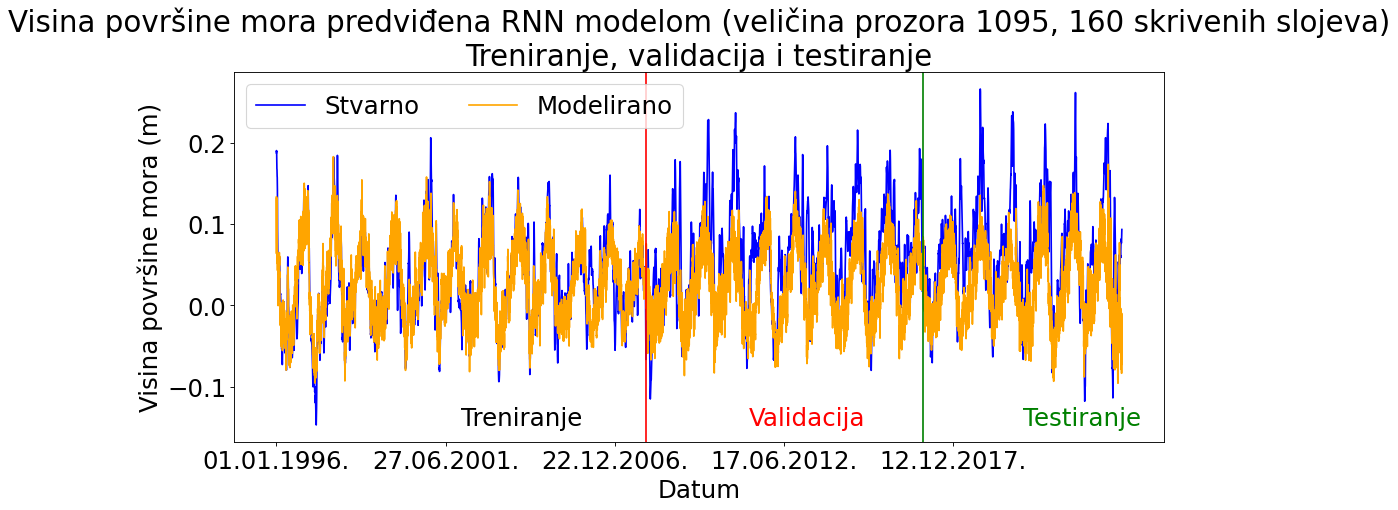 Visina površine mora predviđena RNN modelom (veličina prozora 1095, 160 skrivenih slojeva)
Treniranje, validacija i testiranje
Stvarno
Modelirano
Visina površine mora (m)
0.2
0.1
0.0
−0.1
Treniranje
Validacija
Testiranje
01.01.1996.
27.06.2001.
22.12.2006.
17.06.2012.
12.12.2017.
Datum